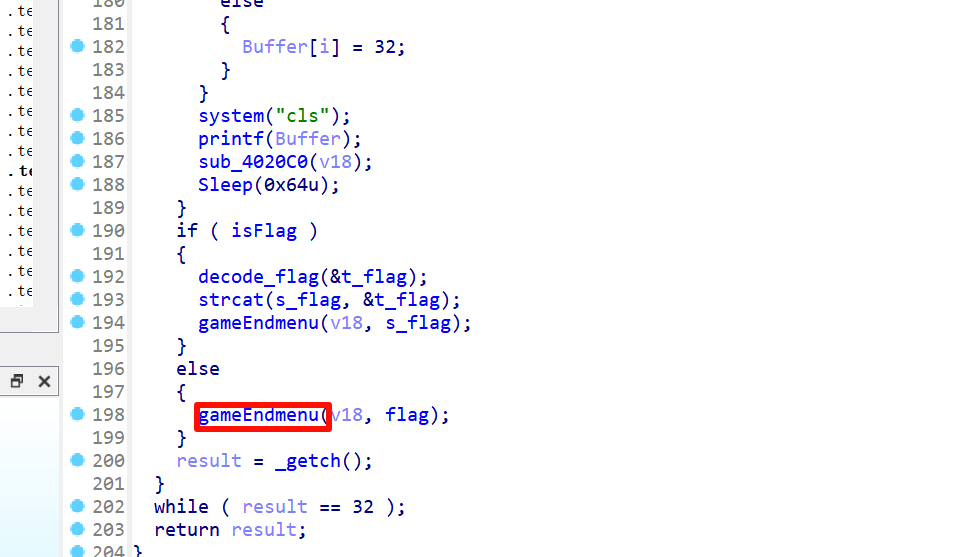 .te
180 else
181 {
.te
182 Buffer[i] = 32;
.te
183 }
.te
184 }
.te
185 system("cls");
.te
186 printf(Buffer);
.te
187 sub_4020C0(v18);
.te
188 Sleep(0x64u);
.te
189 }
.te
190 if ( isFlag )
.te
191 {
.te
192 decode_flag(&t_flag);
.te
193 strcat(s_flag, &t_flag);
.te
194 gameEndmenu(v18, s_flag);
195 }
196 else
197 {
198 gameEndmenu(v18, flag);
199 }
200 result = _getch();
201 }
202 while ( result == 32 );
203 return result;
204 }